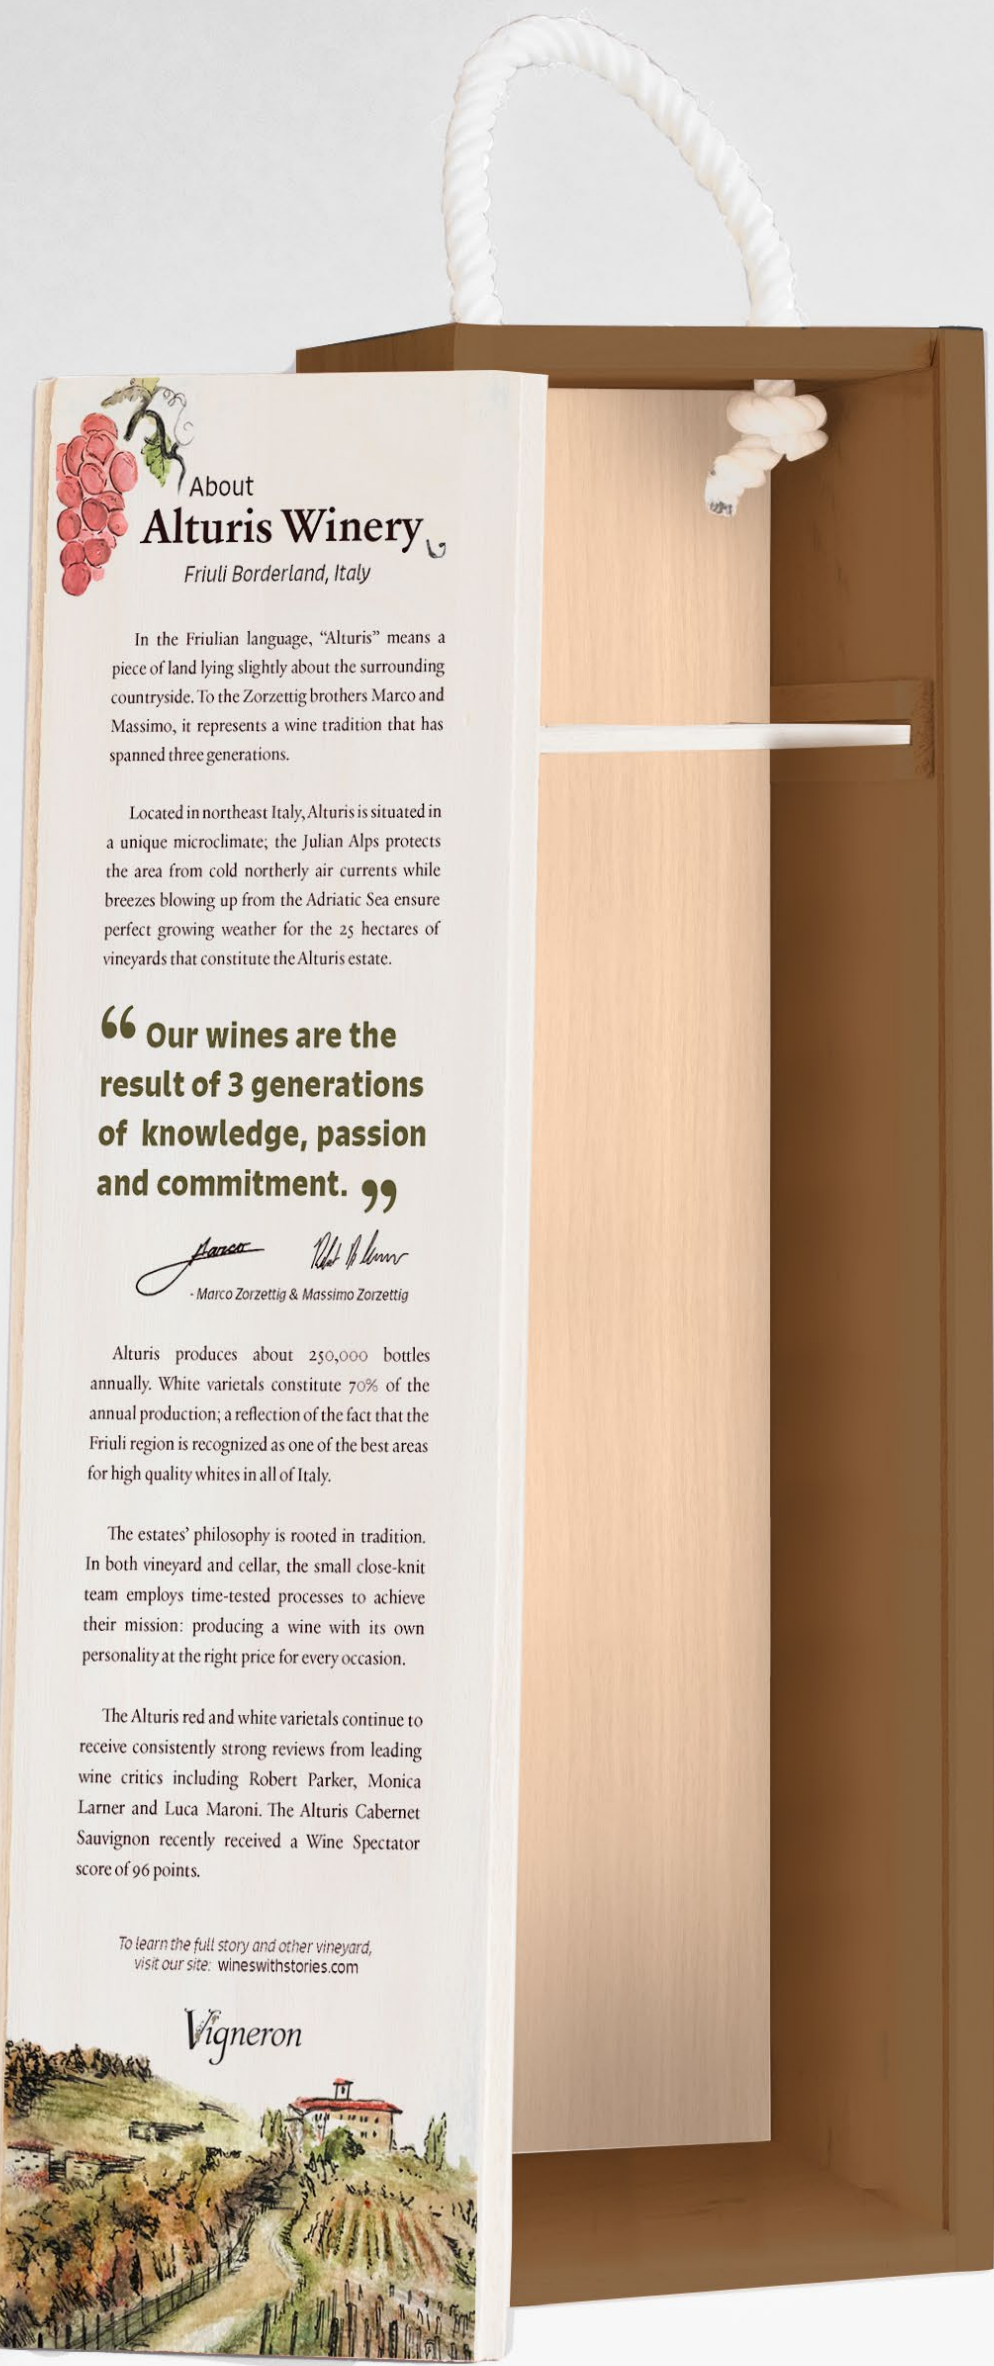 About
Alturis Winery
Friuli Borderland, Italy
In the Friulian language, “Alturis” means a
piece of land lying slightly about the surrounding
countryside. To the Zorzettig brothers Marco and
Massimo, it represents a wine tradition that has
spanned three generations.
Located in northeast Italy, Alturis is situated in
a unique microclimate; the Julian Alps protects
the area from cold northerly air currents while
breezes blowing up from the Adriatic Sea ensure
perfect growing weather for the 25 hectares of
vineyards that constitute the Alturis estate.
“ Our wines are the
result of 3 generations
of knowledge, passion
and commitment. ”
Marco
- Marco Zorzettig & Massimo Zorzettig
Alturis produces about 250,000 bottles
annually. White varietals constitute 70% of the
annual production; a reflection of the fact that the
Friuli region is recognized as one of the best areas
for high quality whites in all of Italy.
The estates’ philosophy is rooted in tradition.
In both vineyard and cellar, the small close-knit
team employs time-tested processes to achieve
their mission: producing a wine with its own
personality at the right price for every occasion.
The Alturis red and white varietals continue to
receive consistently strong reviews from leading
wine critics including Robert Parker, Monica
Larner and Luca Maroni. The Alturis Cabernet
Sauvignon recently received a Wine Spectator
score of 96 points.
To learn the full story and other vineyard,
visit our site: wineswithstories.com
Vigneron